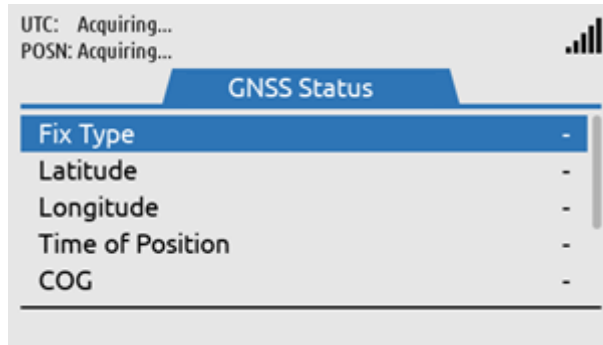 UTC: Acquiring...
POSN: Acquiring...
GNSS Status
Fix Type -
Latitude -
Longitude -
Time of Position -
COG -